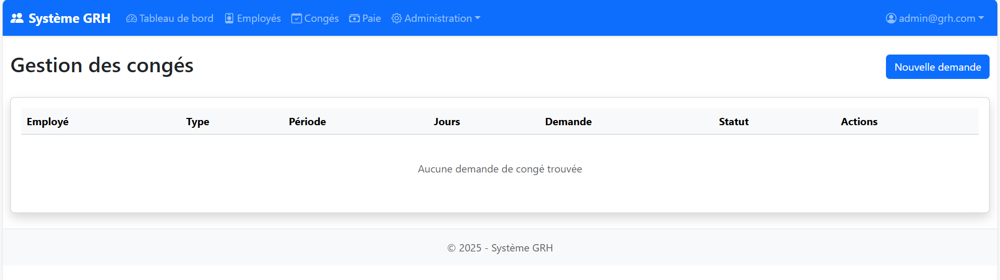 Système GRH Tableau de bord Employés Congés Paie Administration admin@grh.com
Gestion des congés
Nouvelle demande
Employé Type Période Jours Demande Statut Actions
Aucune demande de congé trouvée
© 2025 - Système GRH